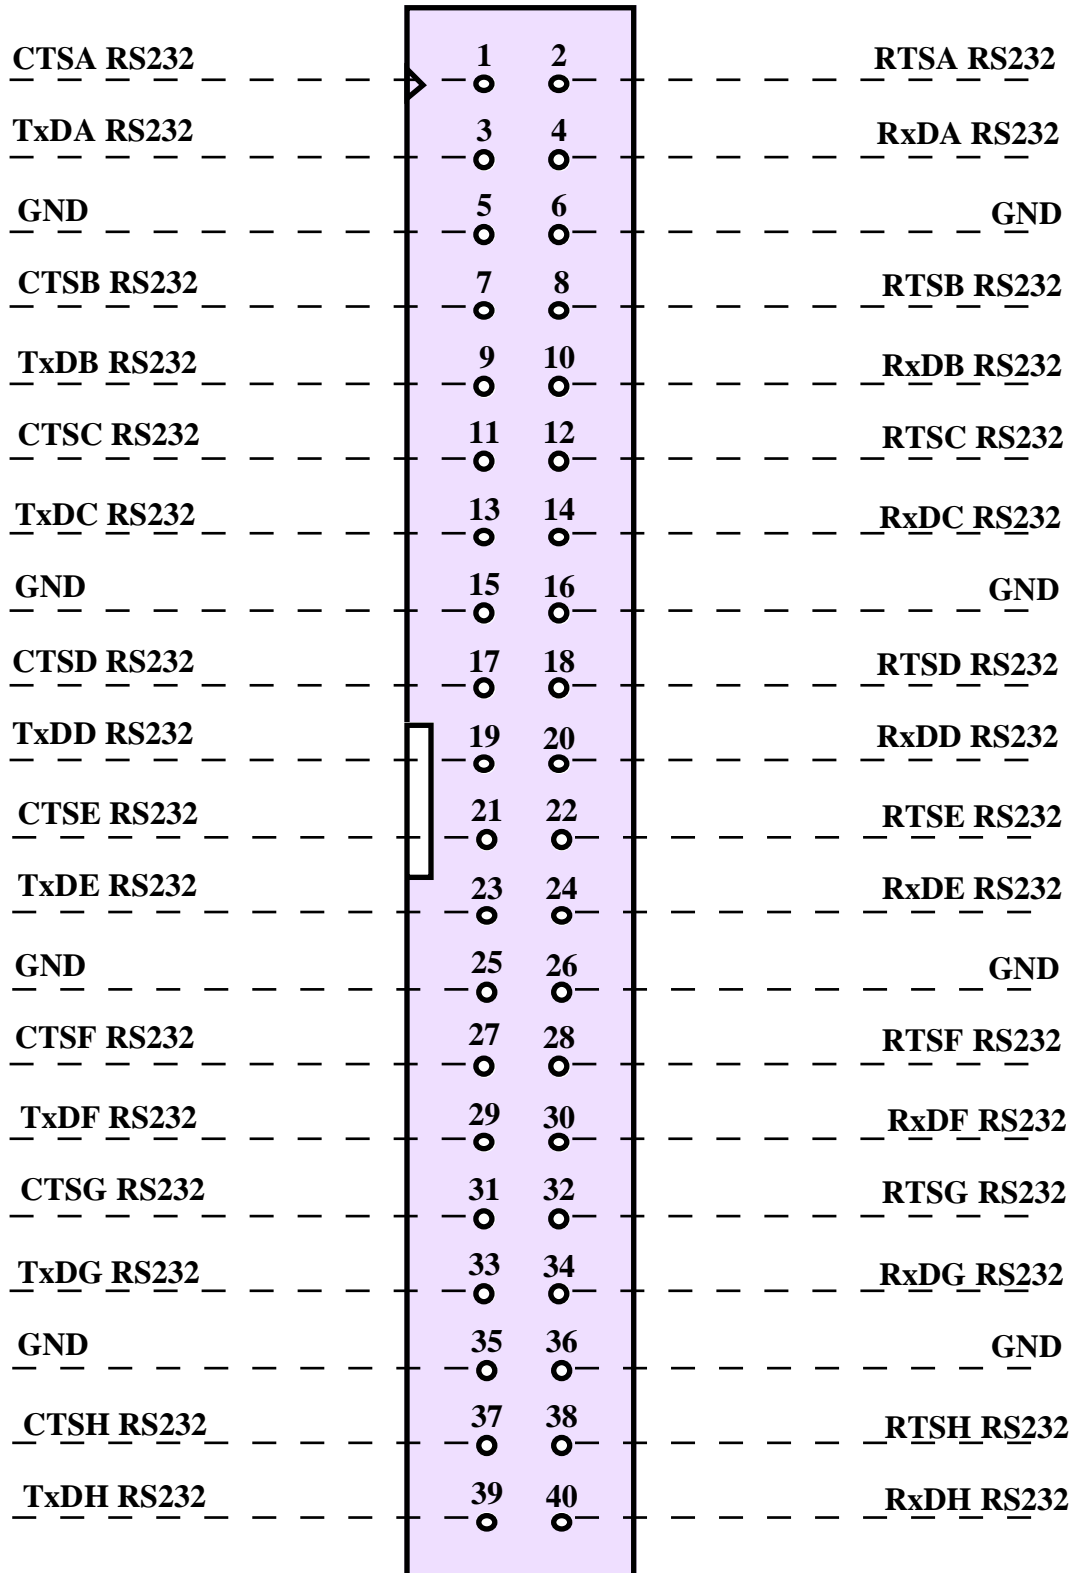 CTSA RS232 1 2 RTSA RS232
TxDA RS232 3 4 RxDA RS232
GND 5 6 GND
CTSB RS232 7 8 RTSB RS232
TxDB RS232 9 10 RxDB RS232
CTSC RS232 11 12 RTSC RS232
TxDC RS232 13 14 RxDC RS232
GND 15 16 GND
CTSD RS232 17 18 RTSD RS232
TxDD RS232 19 20 RxDD RS232
CTSE RS232 21 22 RTSE RS232
TxDE RS232 23 24 RxDE RS232
GND 25 26 GND
CTSF RS232 27 28 RTSF RS232
TxDF RS232 29 30 RxDF RS232
CTSG RS232 31 32 RTSG RS232
TxDG RS232 33 34 RxDG RS232
GND 35 36 GND
CTSH RS232 37 38 RTSH RS232
TxDH RS232 39 40 RxDH RS232